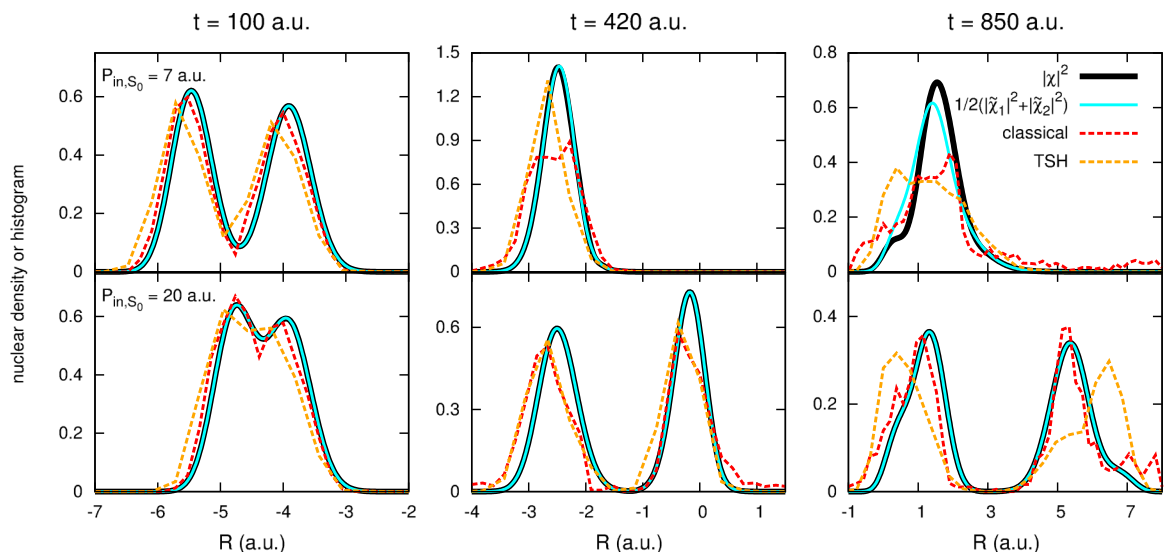 t = 100 a.u.
t = 420 a.u.
t = 850 a.u.
nuclear density or histogram
P_in,S₀ = 7 a.u.
0.6
0.4
0.2
0
1.5
1.2
0.9
0.6
0.3
0
0.8
0.6
0.4
0.2
0
|χ|²
1/2(|χ̃₁|²+|χ̃₂|²)
classical
TSH
P_in,S₀ = 20 a.u.
0.6
0.4
0.2
0
0.9
0.6
0.3
0
0.4
0.2
0
-7 -6 -5 -4 -3 -2
-4 -3 -2 -1 0 1
-1 1 3 5 7
R (a.u.)
R (a.u.)
R (a.u.)